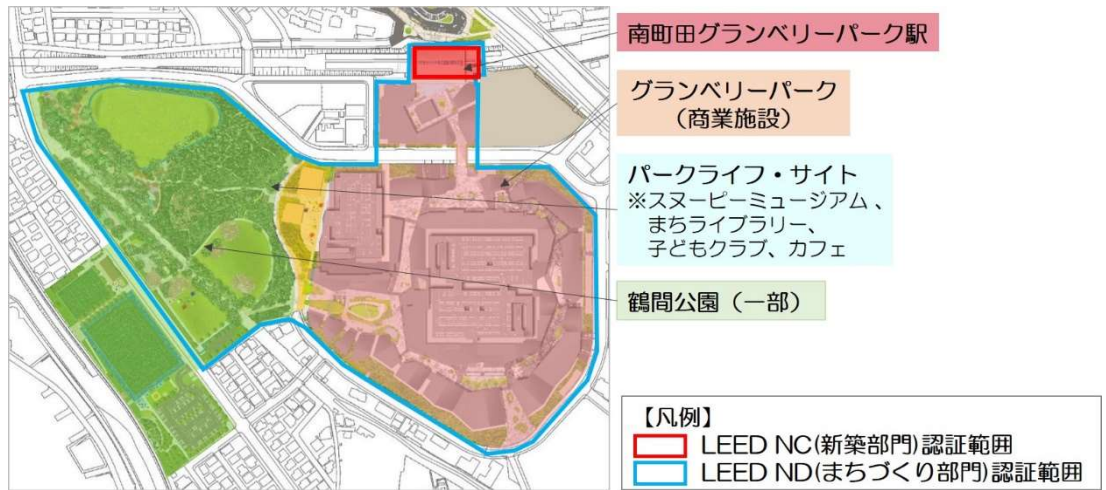 南町田グランベリーパーク駅
グランベリーパーク
（商業施設）
パークライフ・サイト
※スヌーピーミュージアム、
まちライブラリー、
子どもクラブ、カフェ
鶴間公園（一部）
【凡例】
LEED NC(新築部門)認証範囲
LEED ND(まちづくり部門)認証範囲